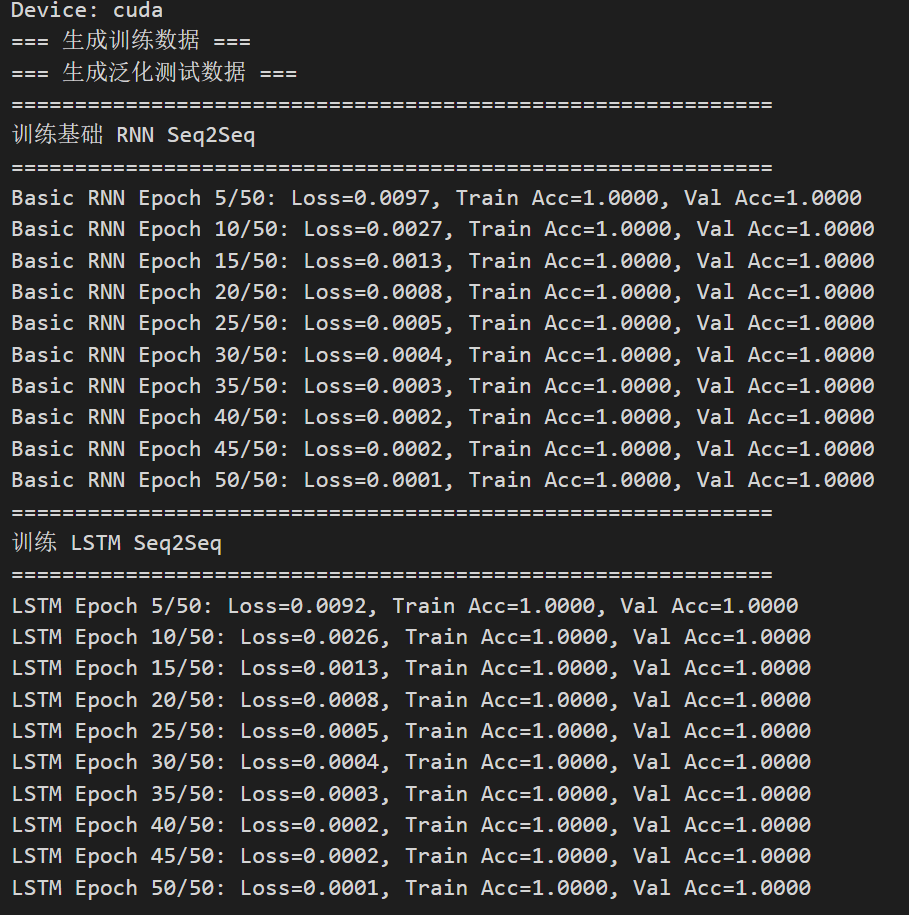 Device: cuda
=== 生成训练数据 ===
=== 生成泛化测试数据 ===
============================================================
训练基础 RNN Seq2Seq
============================================================
Basic RNN Epoch 5/50: Loss=0.0097, Train Acc=1.0000, Val Acc=1.0000
Basic RNN Epoch 10/50: Loss=0.0027, Train Acc=1.0000, Val Acc=1.0000
Basic RNN Epoch 15/50: Loss=0.0013, Train Acc=1.0000, Val Acc=1.0000
Basic RNN Epoch 20/50: Loss=0.0008, Train Acc=1.0000, Val Acc=1.0000
Basic RNN Epoch 25/50: Loss=0.0005, Train Acc=1.0000, Val Acc=1.0000
Basic RNN Epoch 30/50: Loss=0.0004, Train Acc=1.0000, Val Acc=1.0000
Basic RNN Epoch 35/50: Loss=0.0003, Train Acc=1.0000, Val Acc=1.0000
Basic RNN Epoch 40/50: Loss=0.0002, Train Acc=1.0000, Val Acc=1.0000
Basic RNN Epoch 45/50: Loss=0.0002, Train Acc=1.0000, Val Acc=1.0000
Basic RNN Epoch 50/50: Loss=0.0001, Train Acc=1.0000, Val Acc=1.0000
============================================================
训练 LSTM Seq2Seq
============================================================
LSTM Epoch 5/50: Loss=0.0092, Train Acc=1.0000, Val Acc=1.0000
LSTM Epoch 10/50: Loss=0.0026, Train Acc=1.0000, Val Acc=1.0000
LSTM Epoch 15/50: Loss=0.0013, Train Acc=1.0000, Val Acc=1.0000
LSTM Epoch 20/50: Loss=0.0008, Train Acc=1.0000, Val Acc=1.0000
LSTM Epoch 25/50: Loss=0.0005, Train Acc=1.0000, Val Acc=1.0000
LSTM Epoch 30/50: Loss=0.0004, Train Acc=1.0000, Val Acc=1.0000
LSTM Epoch 35/50: Loss=0.0003, Train Acc=1.0000, Val Acc=1.0000
LSTM Epoch 40/50: Loss=0.0002, Train Acc=1.0000, Val Acc=1.0000
LSTM Epoch 45/50: Loss=0.0002, Train Acc=1.0000, Val Acc=1.0000
LSTM Epoch 50/50: Loss=0.0001, Train Acc=1.0000, Val Acc=1.0000